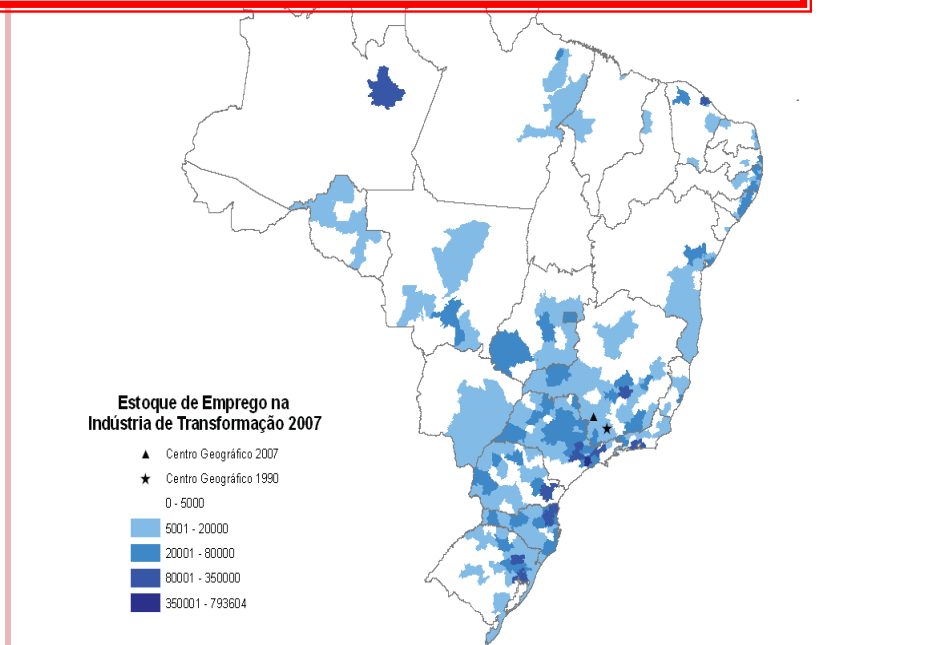 Estoque de Emprego na
Indústria de Transformação 2007
Centro Geográfico 2007
Centro Geográfico 1990
0 - 5000
5001 - 20000
20001 - 80000
80001 - 350000
350001 - 793604